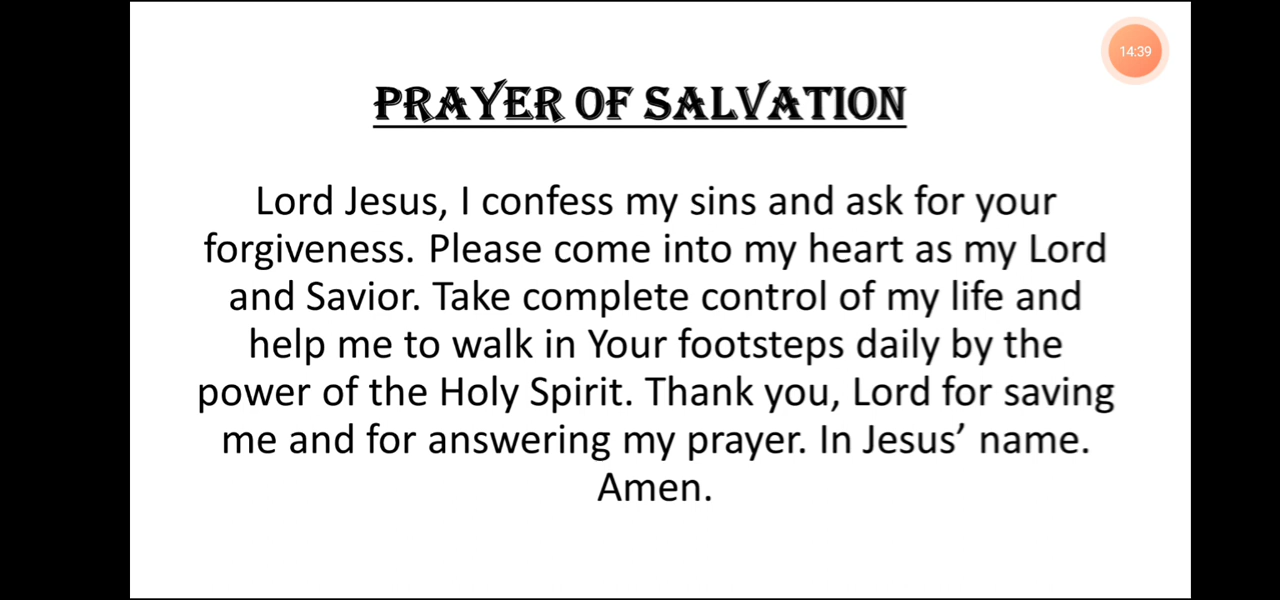 14:39
PRAYER OF SALVATION
Lord Jesus, I confess my sins and ask for your
forgiveness. Please come into my heart as my Lord
and Savior. Take complete control of my life and
help me to walk in Your footsteps daily by the
power of the Holy Spirit. Thank you, Lord for saving
me and for answering my prayer. In Jesus’ name.
Amen.